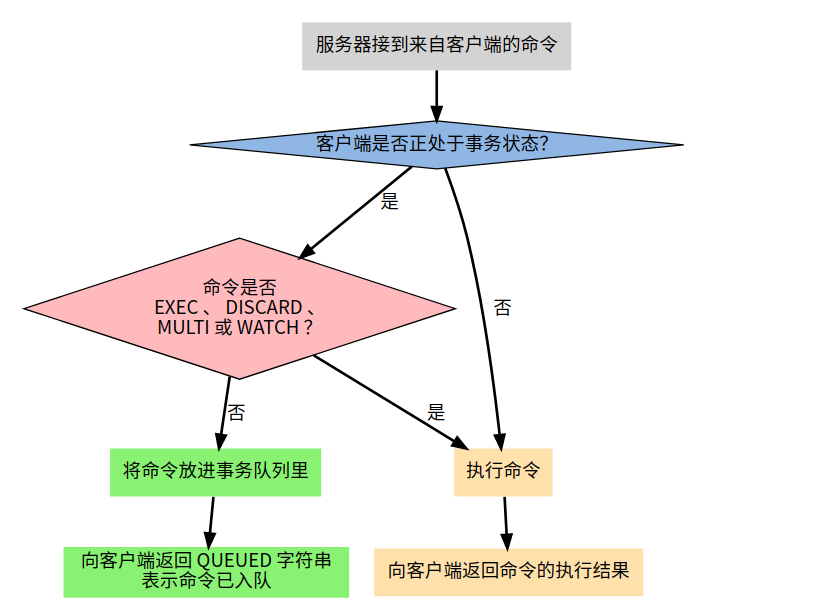 服务器接到来自客户端的命令
客户端是否正处于事务状态?
是
命令是否
EXEC 、 DISCARD 、
MULTI 或 WATCH ?
否
否
是
将命令放进事务队列里
执行命令
向客户端返回 QUEUED 字符串
表示命令已入队
向客户端返回命令的执行结果